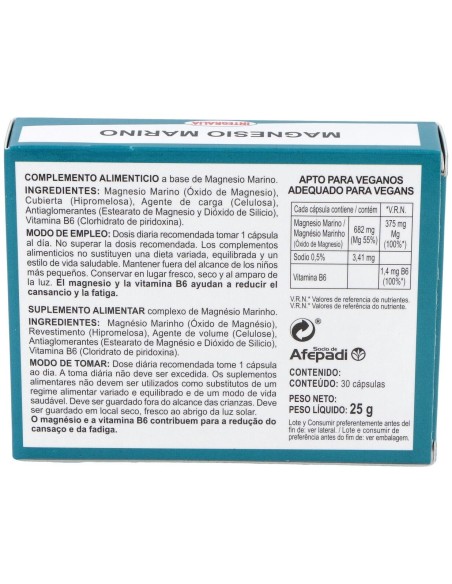 INTEGRALIA
MAGNESIO MARINO
COMPLEMENTO ALIMENTICIO a base de Magnesio Marino.
INGREDIENTES: Magnesio Marino (Óxido de Magnesio),
Cubierta (Hipromelosa), Agente de carga (Celulosa),
Antiaglomerantes (Estearato de Magnesio y Dióxido de Silicio),
Vitamina B6 (Clorhidrato de piridoxina).
MODO DE EMPLEO: Dosis diaria recomendada tomar 1 cápsula
al día. No superar la dosis recomendada. Los complementos
alimenticios no sustituyen una dieta variada, equilibrada y un
estilo de vida saludable. Mantener fuera del alcance de los niños
más pequeños. Conservar en lugar fresco, seco y al amparo de
la luz. El magnesio y la vitamina B6 ayudan a reducir el
cansancio y la fatiga.
SUPLEMENTO ALIMENTAR complexo de Magnésio Marinho.
INGREDIENTES: Magnésio Marinho (Óxido de Magnésio),
Revestimento (Hipromelosa), Agente de volume (Celulose),
Antiaglomerantes (Estearato de Magnésio e Dióxido de Silício),
Vitamina B6 (Cloridrato de piridoxina).
MODO DE TOMAR: Dose diária recomendada tome 1 cápsula
ao dia. A toma diária não deve ser excedida. Os suplementos
alimentares não devem ser utilizados como substitutos de um
regime alimentar variado e equilibrado e de um modo de vida
saudável. Deve ser guardado fora do alcance das crianças. Deve
ser guardado em local seco, fresco ao abrigo da luz solar.
O magnésio e a vitamina B6 contribuem para a redução do
cansaço e da fadiga.
APTO PARA VEGANOS
ADEQUADO PARA VEGANS
Cada cápsula contiene / contém *V.R.N.
Magnesio Marino / Magnésio Marinho (Óxido de Magnesio) 682 mg (Mg 55%) 375 mg Mg (100%*)
Sodio 0,5% 3,41 mg
Vitamina B6 1,4 mg B6 (100%*)
V.R.N.* Valores de referencia de nutrientes.
V.R.N.* Valores de referência de nutrientes.
Socio de
Afepadi
CONTENIDO:
CONTEÚDO: 30 cápsulas
PESO NETO:
PESO LÍQUIDO: 25 g
Lote y Consumir preferentemente antes del
fin de: ver lateral. / Lote e Consumir de
preferência antes do fim de: ver embalagem.